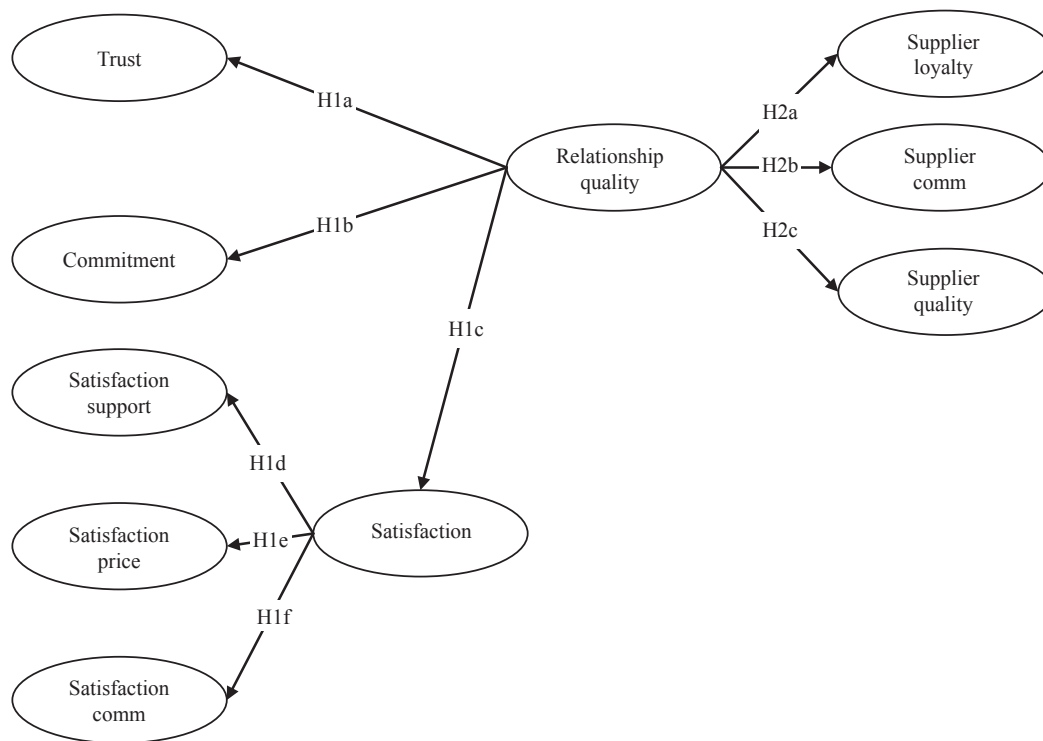 Trust
H1a
Supplier
loyalty
H2a
Relationship
quality
H2b
Supplier
comm
H1b
H2c
Commitment
Supplier
quality
H1c
Satisfaction
support
H1d
Satisfaction
Satisfaction
price
H1e
H1f
Satisfaction
comm